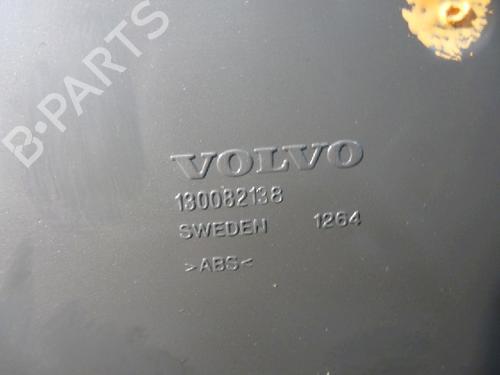 B-PARTS
VOLVO
130082138
SWEDEN 1264
>ABS<